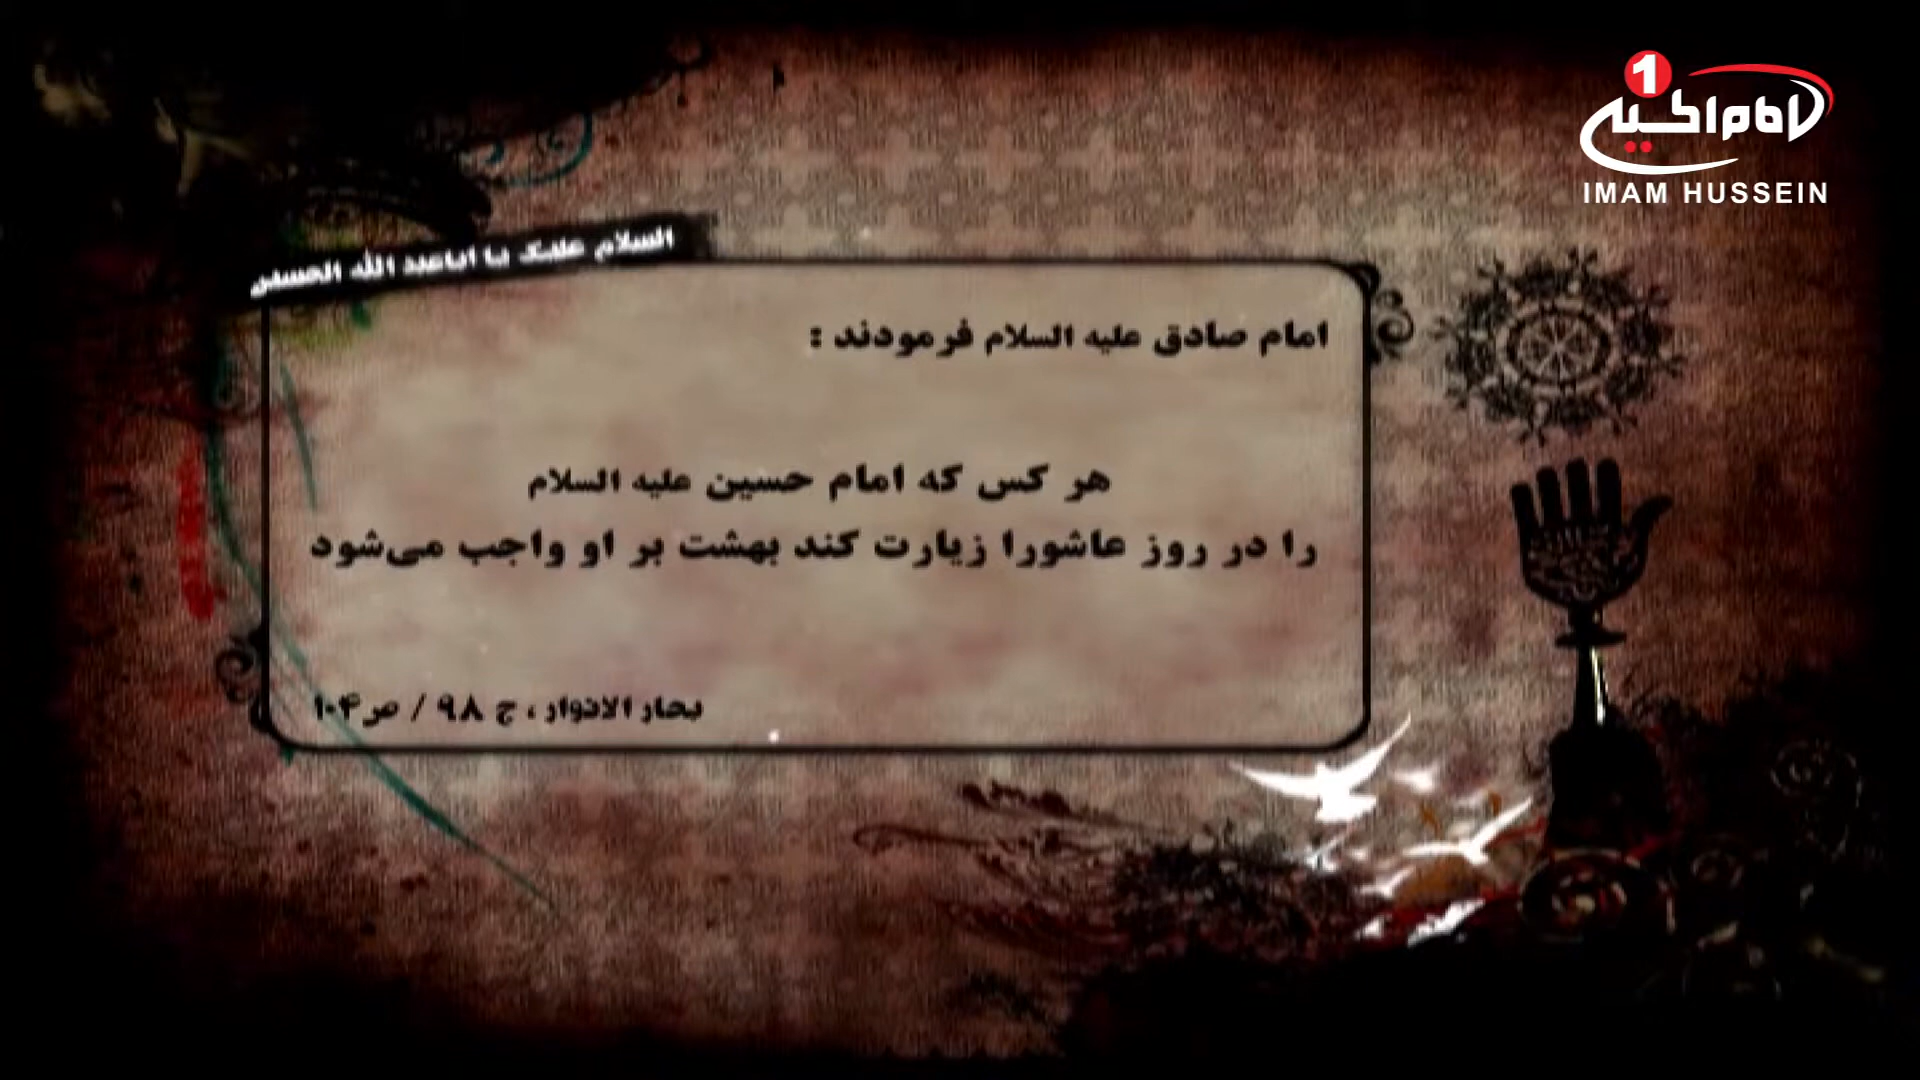 1
امام الحسین
IMAM HUSSEIN
السلام علیک یا اباعبد الله الحسین
امام صادق علیه السلام فرمودند :
هر کس که امام حسین علیه السلام
را در روز عاشورا زیارت کند بهشت بر او واجب می‌شود
بحار الانوار، ج ۹۸ / ص۱۰۴